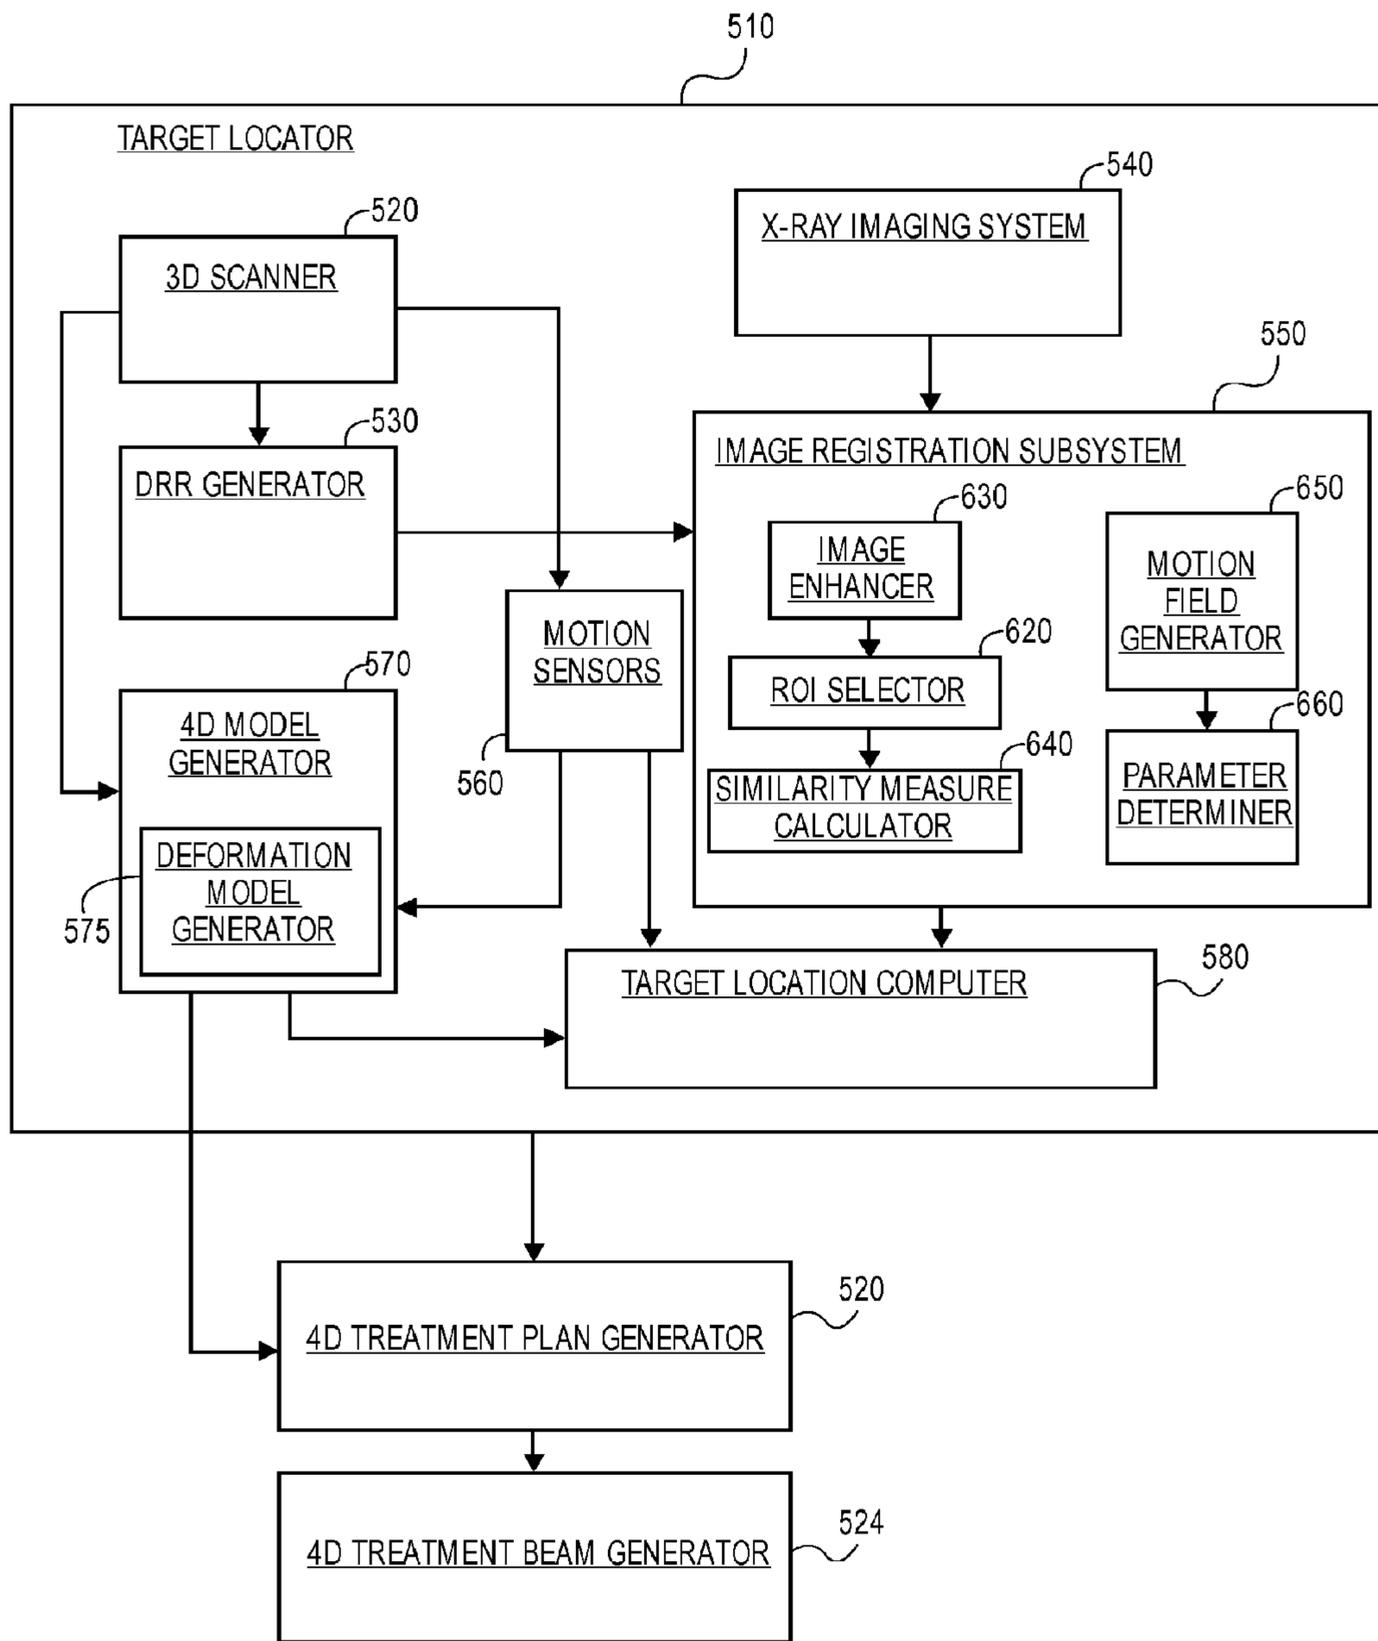 510
TARGET LOCATOR
540
X-RAY IMAGING SYSTEM
520
3D SCANNER
550
530
DRR GENERATOR
IMAGE REGISTRATION SUBSYSTEM
630
IMAGE
ENHANCER
650
MOTION
FIELD
GENERATOR
MOTION
SENSORS
560
620
ROI SELECTOR
570
4D MODEL
GENERATOR
660
PARAMETER
DETERMINER
640
SIMILARITY MEASURE
CALCULATOR
DEFORMATION
MODEL
GENERATOR
575
580
TARGET LOCATION COMPUTER
520
4D TREATMENT PLAN GENERATOR
524
4D TREATMENT BEAM GENERATOR